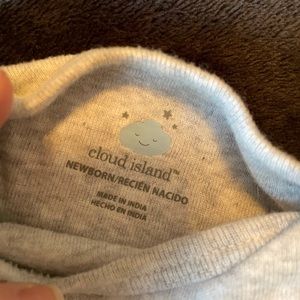 cloud island™
NEWBORN/RECIÉN NACIDO
MADE IN INDIA
HECHO EN INDIA